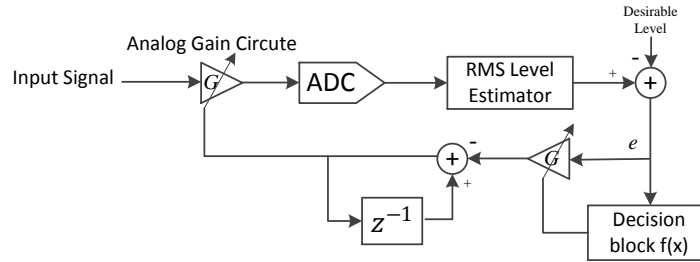 Desirable
Level
Analog Gain Circute
Input Signal
G
ADC
RMS Level
Estimator
+
-
+
e
-
+
+
G
z⁻¹
Decision
block f(x)